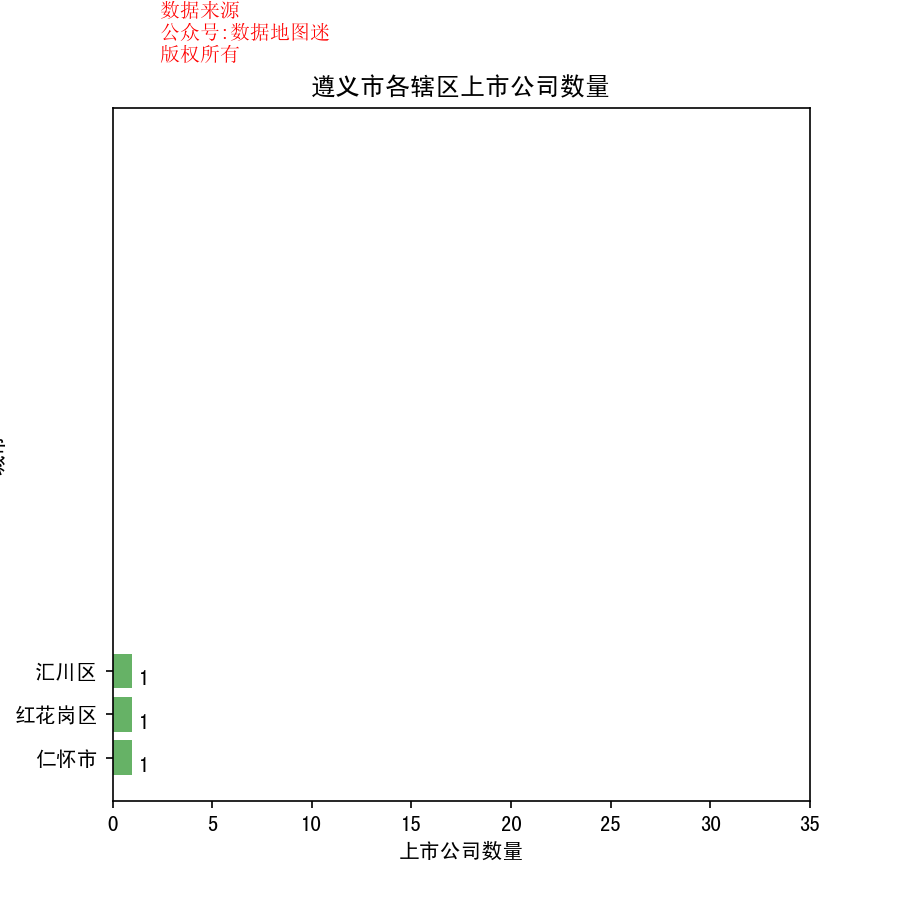 数据来源
公众号:数据地图迷
版权所有
遵义市各辖区上市公司数量
汇川区
1
红花岗区
1
仁怀市
1
0 5 10 15 20 25 30 35
上市公司数量